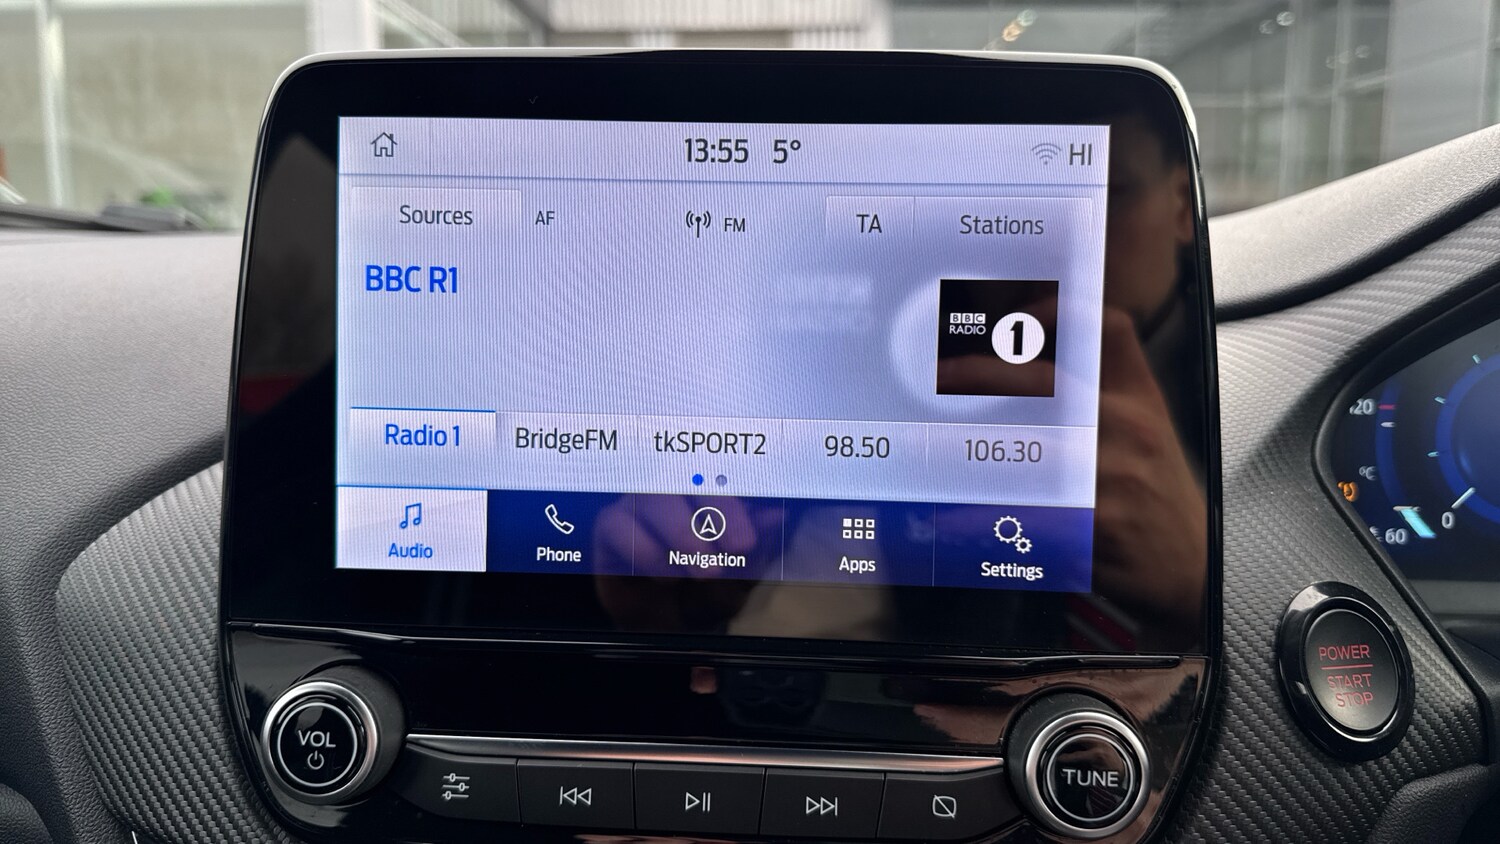 13:55 5° HI
Sources AF FM TA Stations
BBC R1
BBC
RADIO 1
Radio 1 BridgeFM tkSPORT2 98.50 106.30
Audio Phone Navigation Apps Settings
20
°C
60 0
POWER
START
STOP
VOL
TUNE